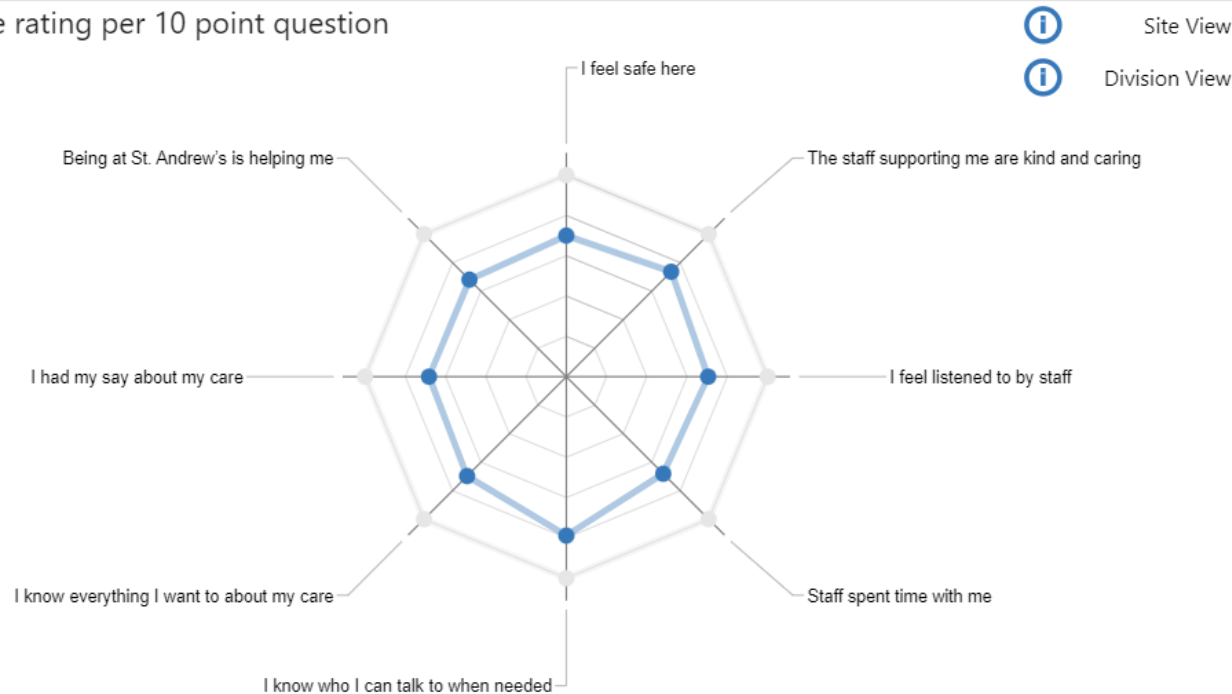 rating per 10 point question
Site View
Division View
I feel safe here
Being at St. Andrew's is helping me
The staff supporting me are kind and caring
I had my say about my care
I feel listened to by staff
I know everything I want to about my care
Staff spent time with me
I know who I can talk to when needed